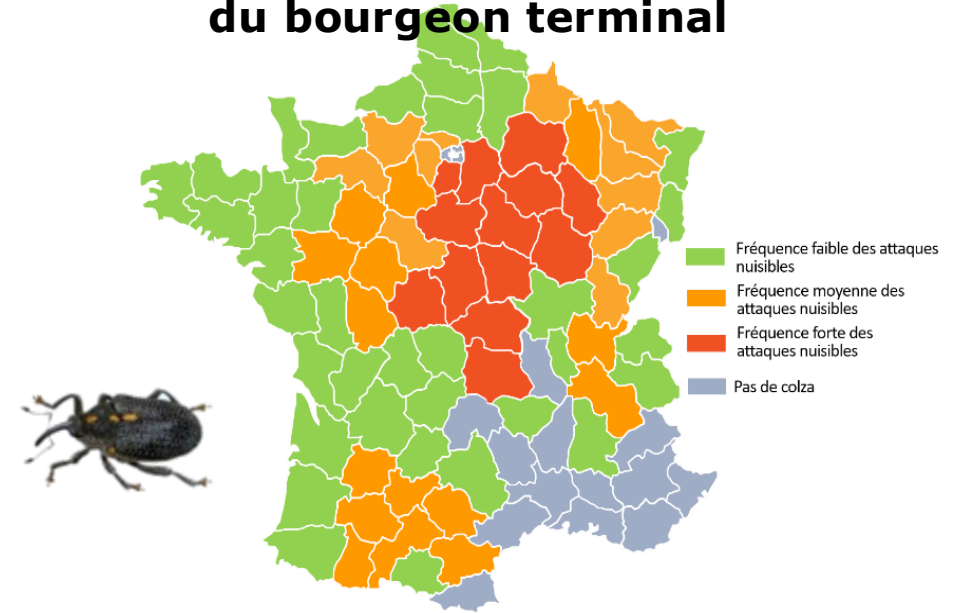 du bourgeon terminal
Fréquence faible des attaques
nuisibles
Fréquence moyenne des
attaques nuisibles
Fréquence forte des
attaques nuisibles
Pas de colza